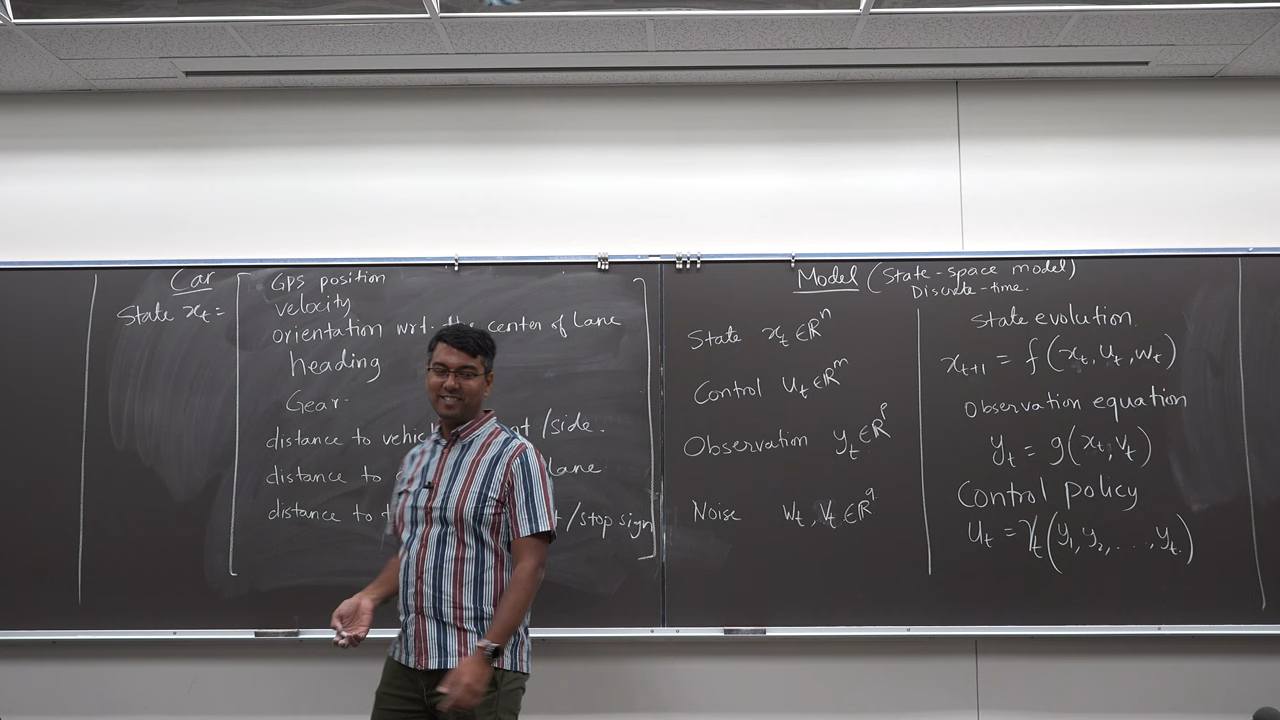 Car
State xₜ =
GPS position
velocity
orientation wrt. the center of Lane
heading
Gear
distance to /side.
distance to lane
distance to /stop sign
Model (State-space model)
Discrete-time.
State xₜ ∈ ℝⁿ
Control uₜ ∈ ℝᵐ
Observation yₜ ∈ ℝᵖ
Noise wₜ, vₜ ∈ ℝ^q
State evolution
xₜ₊₁ = f(xₜ, uₜ, wₜ)
Observation equation
yₜ = g(xₜ, vₜ)
Control policy
uₜ = γₜ(y₁, y₂, ..., yₜ)